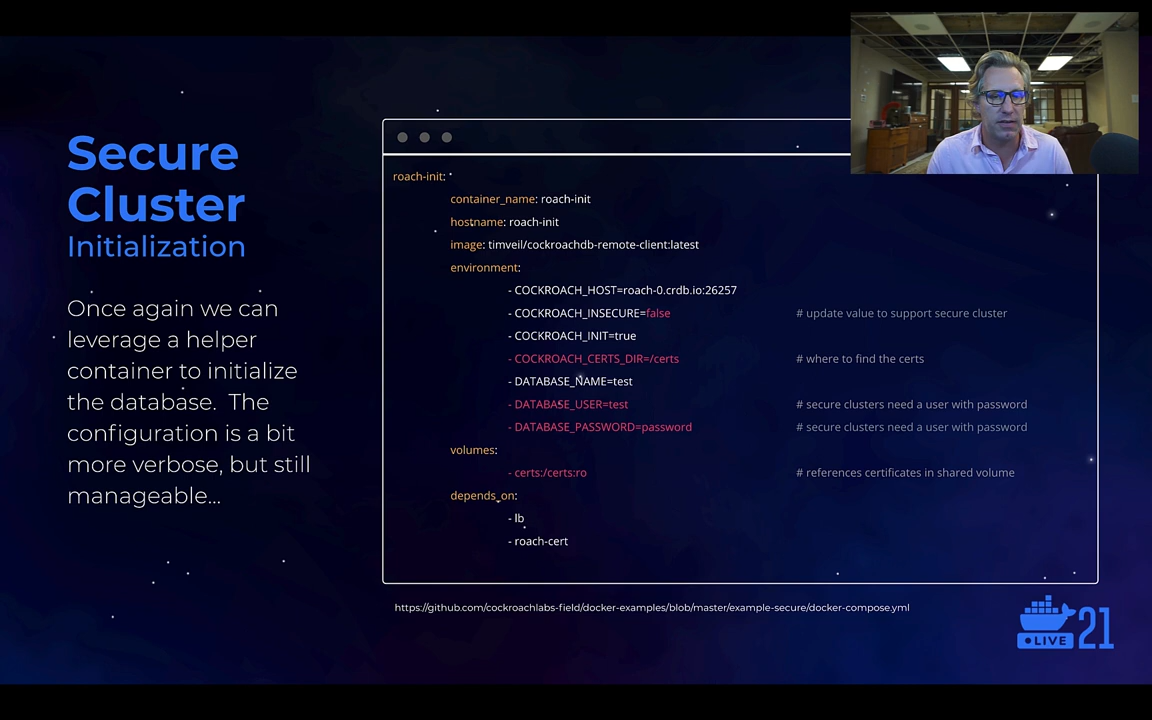 Secure
Cluster
Initialization
Once again we can
leverage a helper
container to initialize
the database.  The
configuration is a bit
more verbose, but still
manageable...
roach-init:
container_name: roach-init
hostname: roach-init
image: timveil/cockroachdb-remote-client:latest
environment:
- COCKROACH_HOST=roach-0.crdb.io:26257
- COCKROACH_INSECURE=false # update value to support secure cluster
- COCKROACH_INIT=true
- COCKROACH_CERTS_DIR=/certs # where to find the certs
- DATABASE_NAME=test
- DATABASE_USER=test # secure clusters need a user with password
- DATABASE_PASSWORD=password # secure clusters need a user with password
volumes:
- certs:/certs:ro # references certificates in shared volume
depends_on:
- lb
- roach-cert
https://github.com/cockroachlabs-field/docker-examples/blob/master/example-secure/docker-compose.yml
LIVE 21